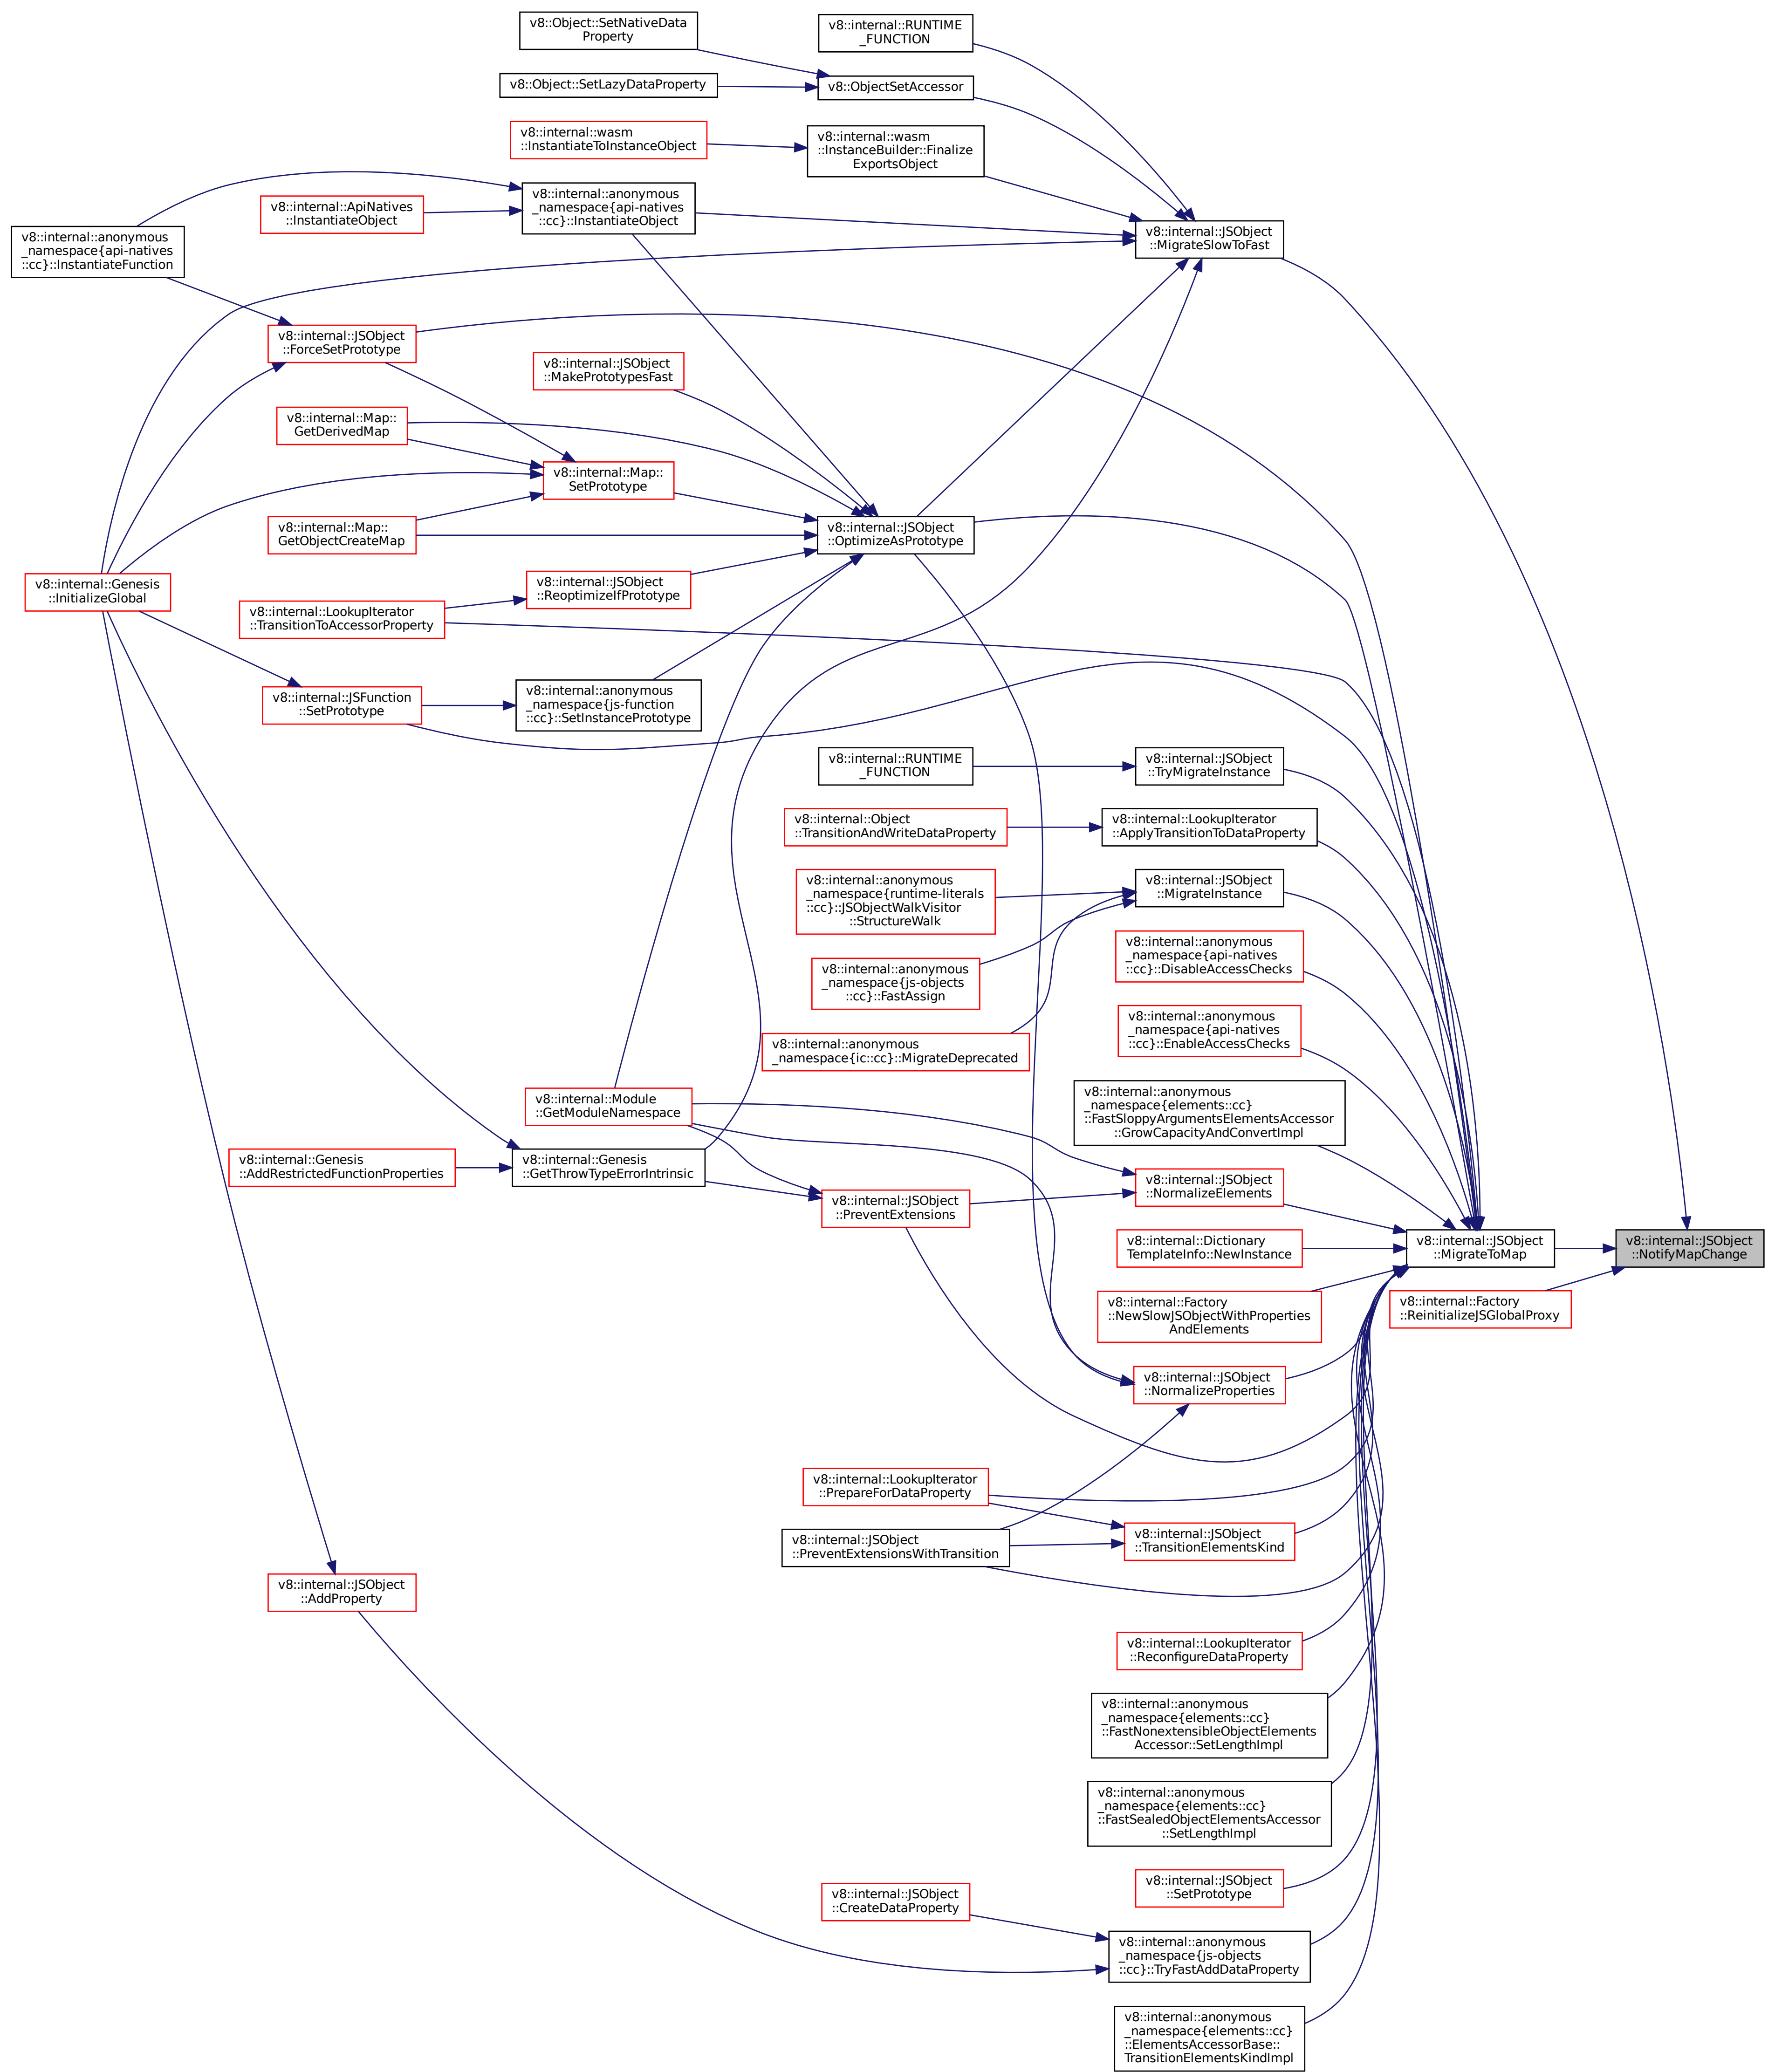 v8::Object::SetNativeData
Property
v8::internal::RUNTIME
_FUNCTION
v8::Object::SetLazyDataProperty
v8::ObjectSetAccessor
v8::internal::wasm
::InstantiateToInstanceObject
v8::internal::wasm
::InstanceBuilder::Finalize
ExportsObject
v8::internal::anonymous
_namespace{api-natives
::cc}::InstantiateObject
v8::internal::ApiNatives
::InstantiateObject
v8::internal::anonymous
_namespace{api-natives
::cc}::InstantiateFunction
v8::internal::JSObject
::MigrateSlowToFast
v8::internal::JSObject
::ForceSetPrototype
v8::internal::JSObject
::MakePrototypesFast
v8::internal::Map::
GetDerivedMap
v8::internal::Map::
SetPrototype
v8::internal::Map::
GetObjectCreateMap
v8::internal::JSObject
::OptimizeAsPrototype
v8::internal::Genesis
::InitializeGlobal
v8::internal::JSObject
::ReoptimizeIfPrototype
v8::internal::LookupIterator
::TransitionToAccessorProperty
v8::internal::JSFunction
::SetPrototype
v8::internal::anonymous
_namespace{js-function
::cc}::SetInstancePrototype
v8::internal::RUNTIME
_FUNCTION
v8::internal::JSObject
::TryMigrateInstance
v8::internal::Object
::TransitionAndWriteDataProperty
v8::internal::LookupIterator
::ApplyTransitionToDataProperty
v8::internal::anonymous
_namespace{runtime-literals
::cc}::JSObjectWalkVisitor
::StructureWalk
v8::internal::JSObject
::MigrateInstance
v8::internal::anonymous
_namespace{js-objects
::cc}::FastAssign
v8::internal::anonymous
_namespace{api-natives
::cc}::DisableAccessChecks
v8::internal::anonymous
_namespace{ic::cc}::MigrateDeprecated
v8::internal::anonymous
_namespace{api-natives
::cc}::EnableAccessChecks
v8::internal::Module
::GetModuleNamespace
v8::internal::anonymous
_namespace{elements::cc}
::FastSloppyArgumentsElementsAccessor
::GrowCapacityAndConvertImpl
v8::internal::Genesis
::AddRestrictedFunctionProperties
v8::internal::Genesis
::GetThrowTypeErrorIntrinsic
v8::internal::JSObject
::PreventExtensions
v8::internal::JSObject
::NormalizeElements
v8::internal::Dictionary
TemplateInfo::NewInstance
v8::internal::JSObject
::MigrateToMap
v8::internal::JSObject
::NotifyMapChange
v8::internal::Factory
::NewSlowJSObjectWithProperties
AndElements
v8::internal::Factory
::ReinitializeJSGlobalProxy
v8::internal::JSObject
::NormalizeProperties
v8::internal::LookupIterator
::PrepareForDataProperty
v8::internal::JSObject
::PreventExtensionsWithTransition
v8::internal::JSObject
::TransitionElementsKind
v8::internal::JSObject
::AddProperty
v8::internal::LookupIterator
::ReconfigureDataProperty
v8::internal::anonymous
_namespace{elements::cc}
::FastNonextensibleObjectElements
Accessor::SetLengthImpl
v8::internal::anonymous
_namespace{elements::cc}
::FastSealedObjectElementsAccessor
::SetLengthImpl
v8::internal::JSObject
::SetPrototype
v8::internal::JSObject
::CreateDataProperty
v8::internal::anonymous
_namespace{js-objects
::cc}::TryFastAddDataProperty
v8::internal::anonymous
_namespace{elements::cc}
::ElementsAccessorBase::
TransitionElementsKindImpl